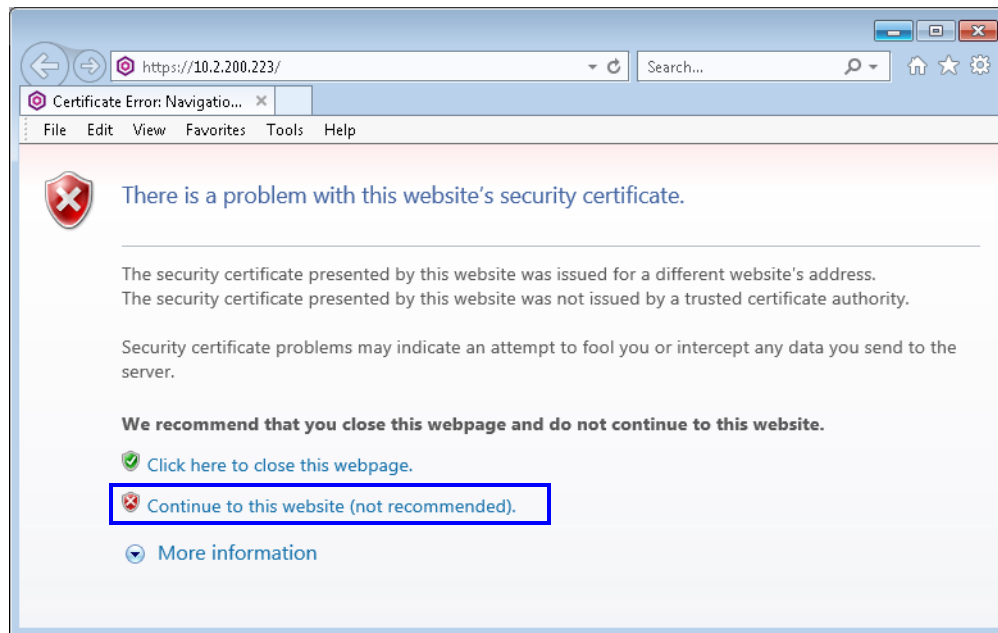 https://10.2.200.223/
Search...
Certificate Error: Navigatio...
File Edit View Favorites Tools Help
There is a problem with this website's security certificate.
The security certificate presented by this website was issued for a different website's address.
The security certificate presented by this website was not issued by a trusted certificate authority.
Security certificate problems may indicate an attempt to fool you or intercept any data you send to the
server.
We recommend that you close this webpage and do not continue to this website.
Click here to close this webpage.
Continue to this website (not recommended).
More information